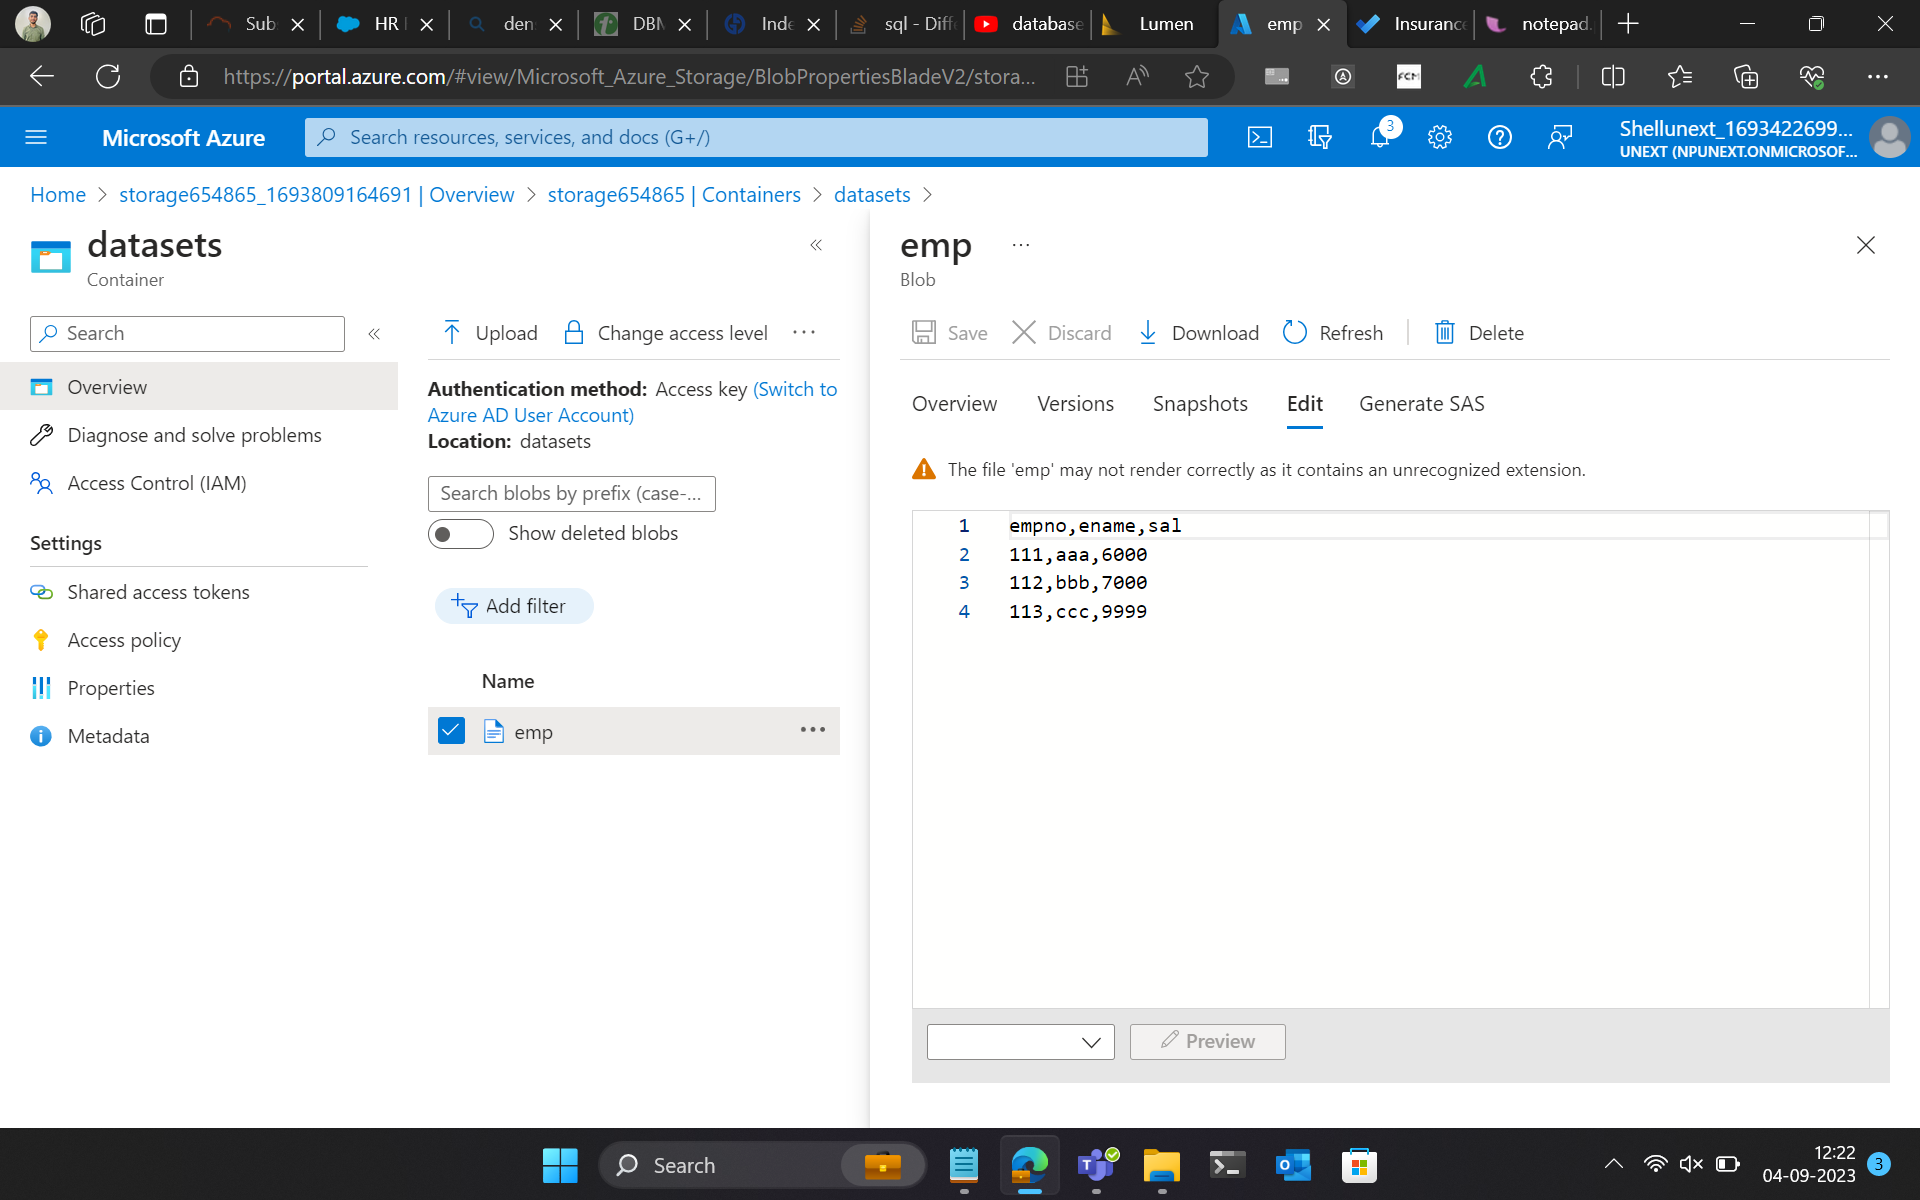 Sub
HR
den
DBM
Inde
sql - Diff
database
Lumen
emp
Insurance
notepad.
https://portal.azure.com/#view/Microsoft_Azure_Storage/BlobPropertiesBladeV2/stora...
FCM
Microsoft Azure
Search resources, services, and docs (G+/)
3
Shellunext_1693422699...
UNEXT (NPUNEXT.ONMICROSOF...
Home > storage654865_1693809164691 | Overview > storage654865 | Containers > datasets >
datasets
Container
Search
Overview
Diagnose and solve problems
Access Control (IAM)
Settings
Shared access tokens
Access policy
Properties
Metadata
Upload
Change access level
Authentication method: Access key (Switch to
Azure AD User Account)
Location: datasets
Search blobs by prefix (case-...
Show deleted blobs
Add filter
Name
emp
emp
Blob
Save
Discard
Download
Refresh
Delete
Overview
Versions
Snapshots
Edit
Generate SAS
The file 'emp' may not render correctly as it contains an unrecognized extension.
1 empno,ename,sal
2 111,aaa,6000
3 112,bbb,7000
4 113,ccc,9999
Preview
Search
12:22
04-09-2023
3